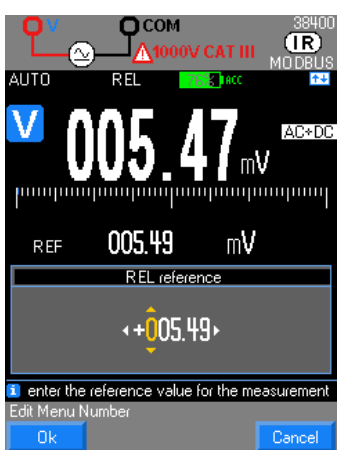 V COM 38400
IR
1000V CAT III MODBUS
AUTO REL ACC
V 005.47 mV AC+DC
REF 005.49 mV
REL reference
+005.49
i enter the reference value for the measurement
Edit Menu Number
Ok Cancel